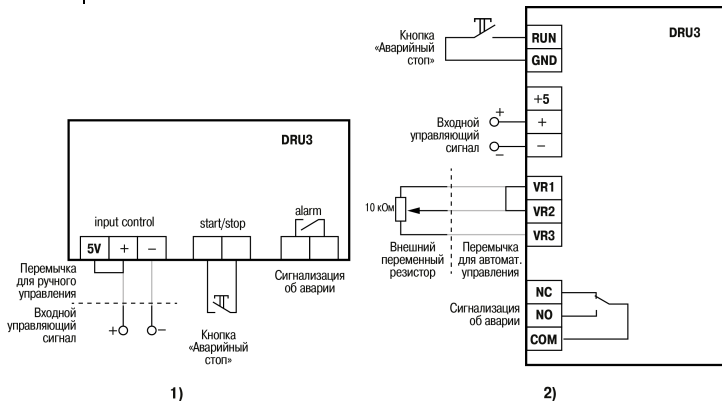 DRU3
input control
start/stop
alarm
5V
+
–
Перемычка
для ручного
управления
Входной
управляющий
сигнал
+
–
Кнопка
«Аварийный
стоп»
Сигнализация
об аварии
1)
DRU3
Кнопка
«Аварийный
стоп»
RUN
GND
+5
+
–
Входной
управляющий
сигнал
+
–
VR1
VR2
VR3
10 кОм
Внешний
переменный
резистор
Перемычка
для автомат.
управления
NC
NO
COM
Сигнализация
об аварии
2)